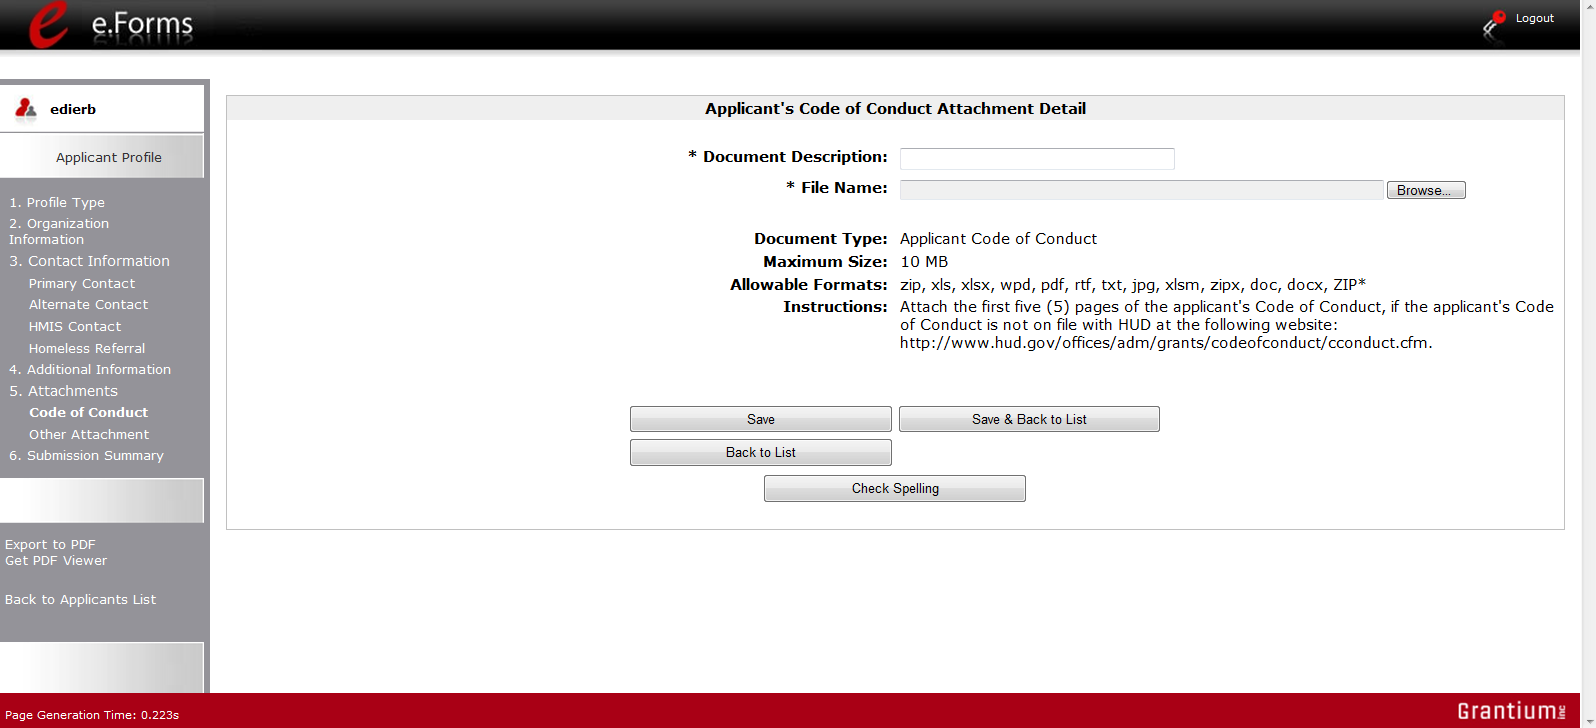 e e.Forms
Logout
edierb
Applicant Profile
1. Profile Type
2. Organization
Information
3. Contact Information
Primary Contact
Alternate Contact
HMIS Contact
Homeless Referral
4. Additional Information
5. Attachments
Code of Conduct
Other Attachment
6. Submission Summary
Export to PDF
Get PDF Viewer
Back to Applicants List
Applicant's Code of Conduct Attachment Detail
* Document Description:
* File Name: Browse...
Document Type: Applicant Code of Conduct
Maximum Size: 10 MB
Allowable Formats: zip, xls, xlsx, wpd, pdf, rtf, txt, jpg, xlsm, zipx, doc, docx, ZIP*
Instructions: Attach the first five (5) pages of the applicant's Code of Conduct, if the applicant's Code
of Conduct is not on file with HUD at the following website:
http://www.hud.gov/offices/adm/grants/codeofconduct/cconduct.cfm.
Save Save & Back to List
Back to List
Check Spelling
Page Generation Time: 0.223s
Grantium inc